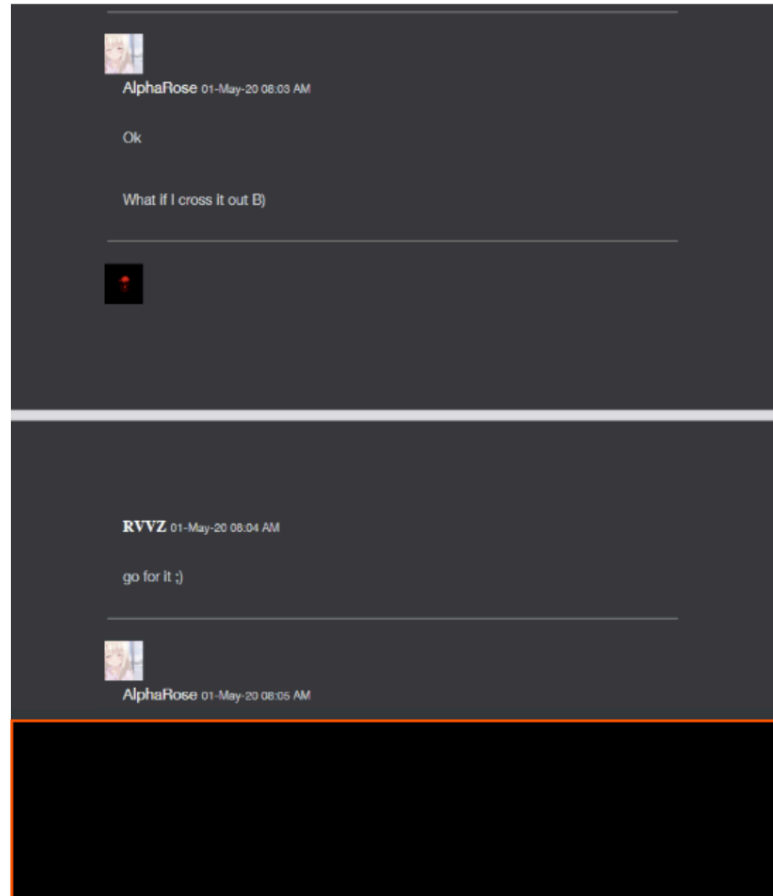 AlphaRose 01-May-20 08:03 AM
Ok
What if I cross it out B)
RVVZ 01-May-20 08:04 AM
go for it ;)
AlphaRose 01-May-20 08:05 AM